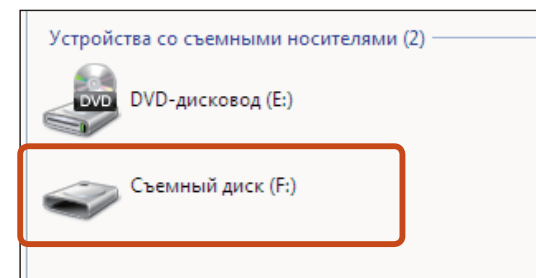 Устройства со съемными носителями (2)
DVD
DVD-дисковод (E:)
Съемный диск (F:)